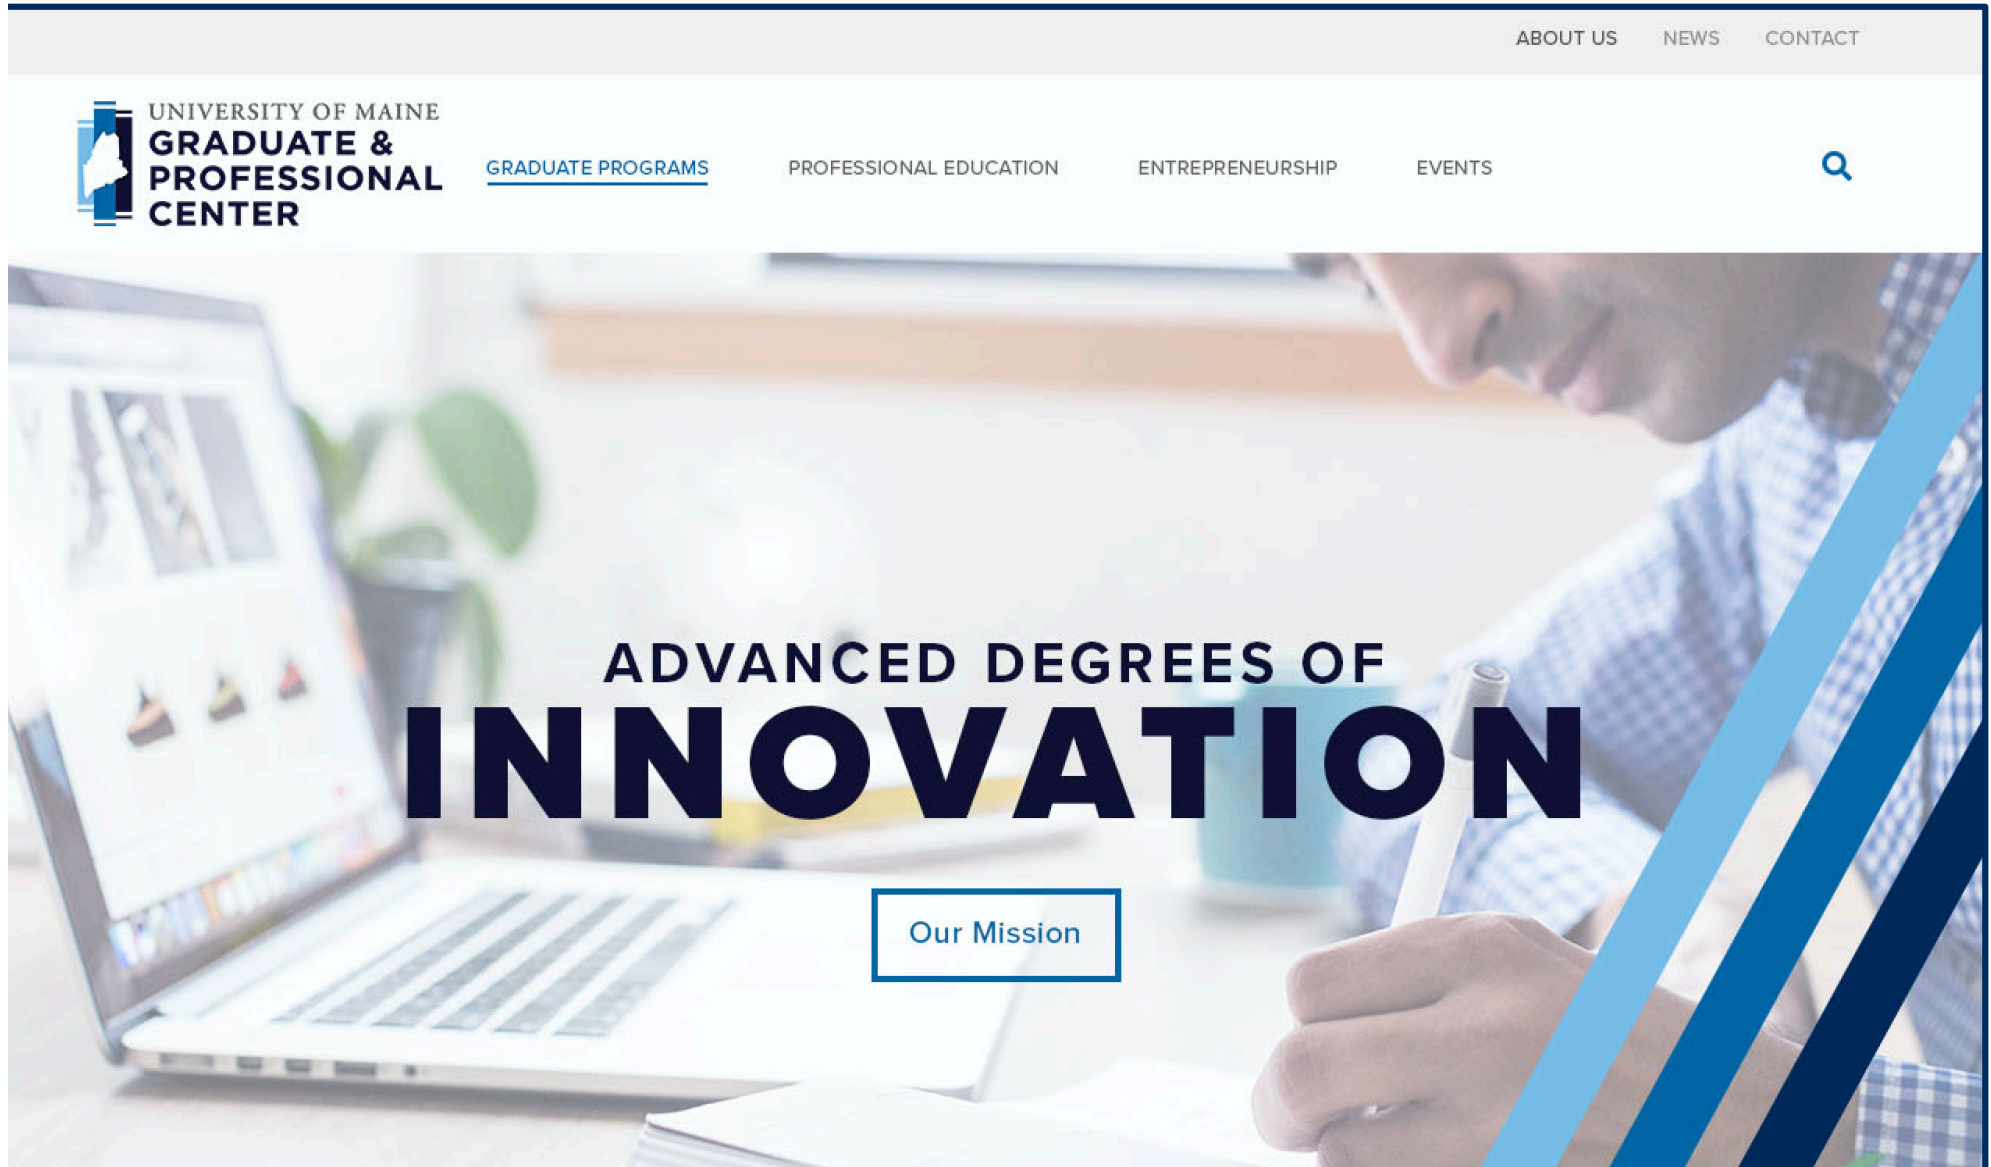 ABOUT US NEWS CONTACT
UNIVERSITY OF MAINE
GRADUATE &
PROFESSIONAL
CENTER
GRADUATE PROGRAMS PROFESSIONAL EDUCATION ENTREPRENEURSHIP EVENTS
ADVANCED DEGREES OF
INNOVATION
Our Mission